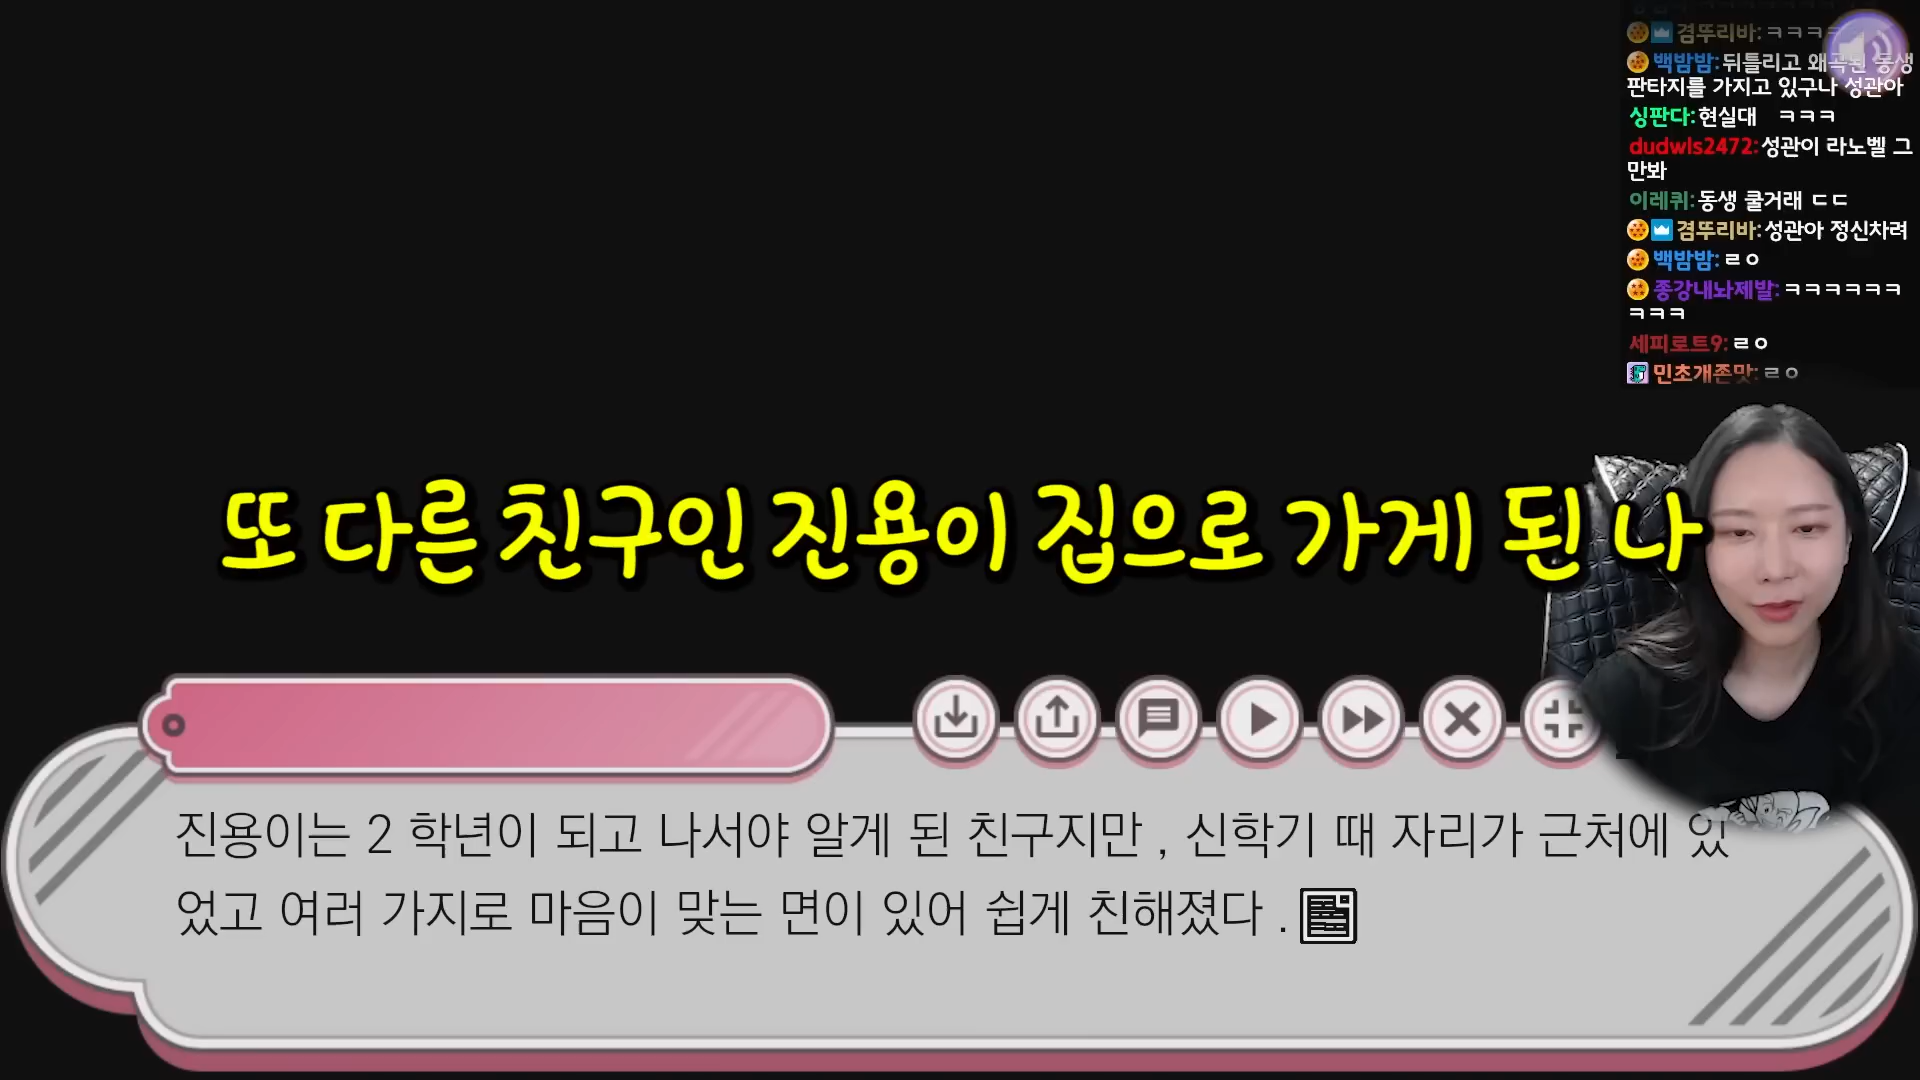 겸뚜리바: ㅋㅋㅋㅋ
백밤밤: 뒤틀리고 왜곡된 동생
판타지를 가지고 있구나 성관아
싱판다: 현실대 ㅋㅋㅋ
dudwls2472: 성관이 라노벨 그
만봐
이레퀴: 동생 쿨거래 ㄷㄷ
겸뚜리바: 성관아 정신차려
백밤밤: ㄹㅇ
종강내놔제발: ㅋㅋㅋㅋㅋㅋ
ㅋㅋㅋ
세피로트9: ㄹㅇ
민초개존맛: ㄹㅇ
또 다른 친구인 진용이 집으로 가게 된 나
진용이는 2 학년이 되고 나서야 알게 된 친구지만 , 신학기 때 자리가 근처에 있
었고 여러 가지로 마음이 맞는 면이 있어 쉽게 친해졌다 .